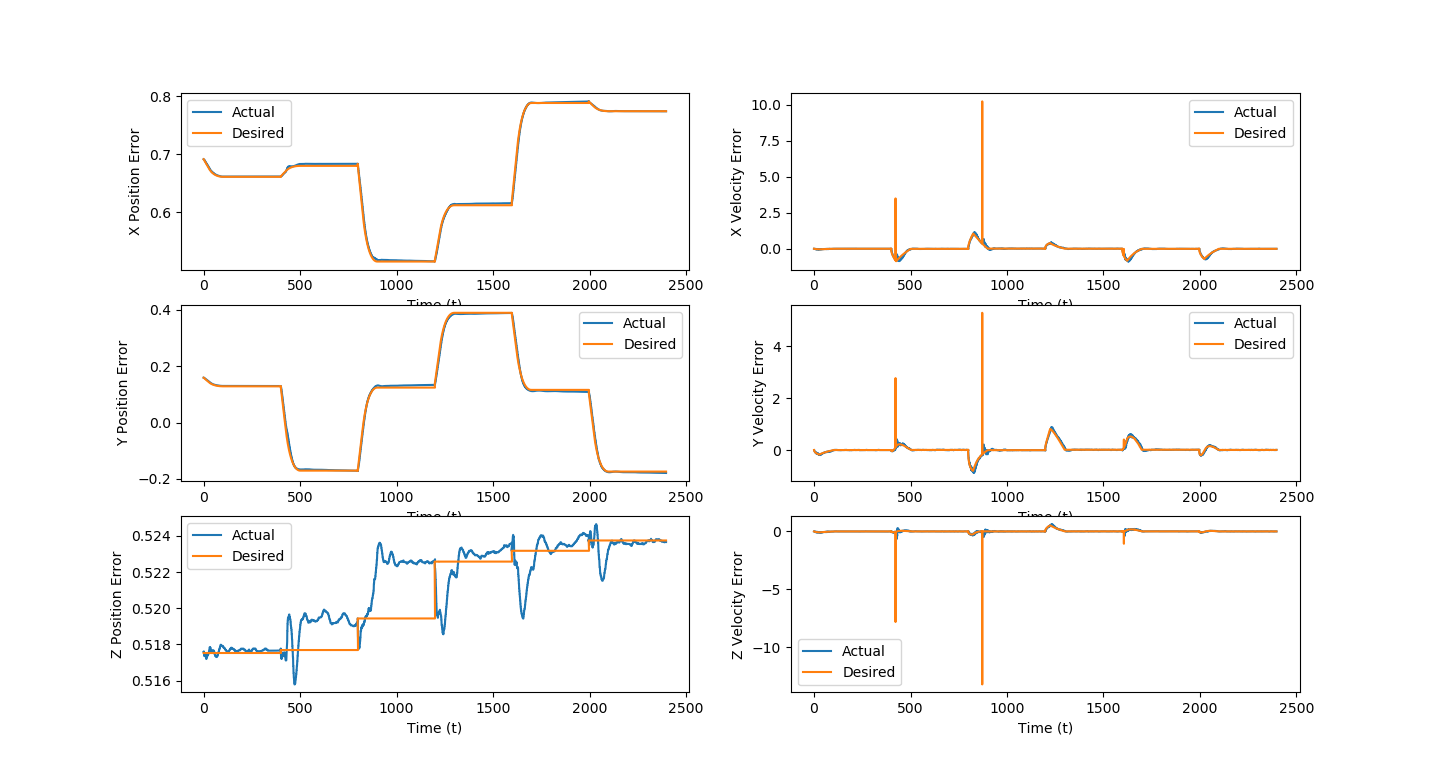 Actual
Desired
X Position Error
0.8
0.7
0.6
0
500
1000
1500
2000
2500
Time (t)
Actual
Desired
X Velocity Error
10.0
7.5
5.0
2.5
0.0
0
500
1000
1500
2000
2500
Time (t)
Actual
Desired
Y Position Error
0.4
0.2
0.0
−0.2
0
500
1000
1500
2000
2500
Time (t)
Actual
Desired
Y Velocity Error
4
2
0
0
500
1000
1500
2000
2500
Time (t)
Actual
Desired
Z Position Error
0.524
0.522
0.520
0.518
0.516
0
500
1000
1500
2000
2500
Time (t)
Actual
Desired
Z Velocity Error
0
−5
−10
0
500
1000
1500
2000
2500
Time (t)